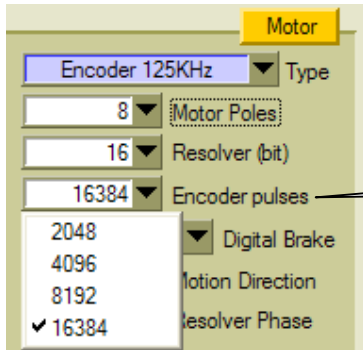 Motor
Encoder 125KHz Type
8 Motor Poles
16 Resolver (bit)
16384 Encoder pulses
2048
4096
8192
✔ 16384
Digital Brake
Motion Direction
Resolver Phase